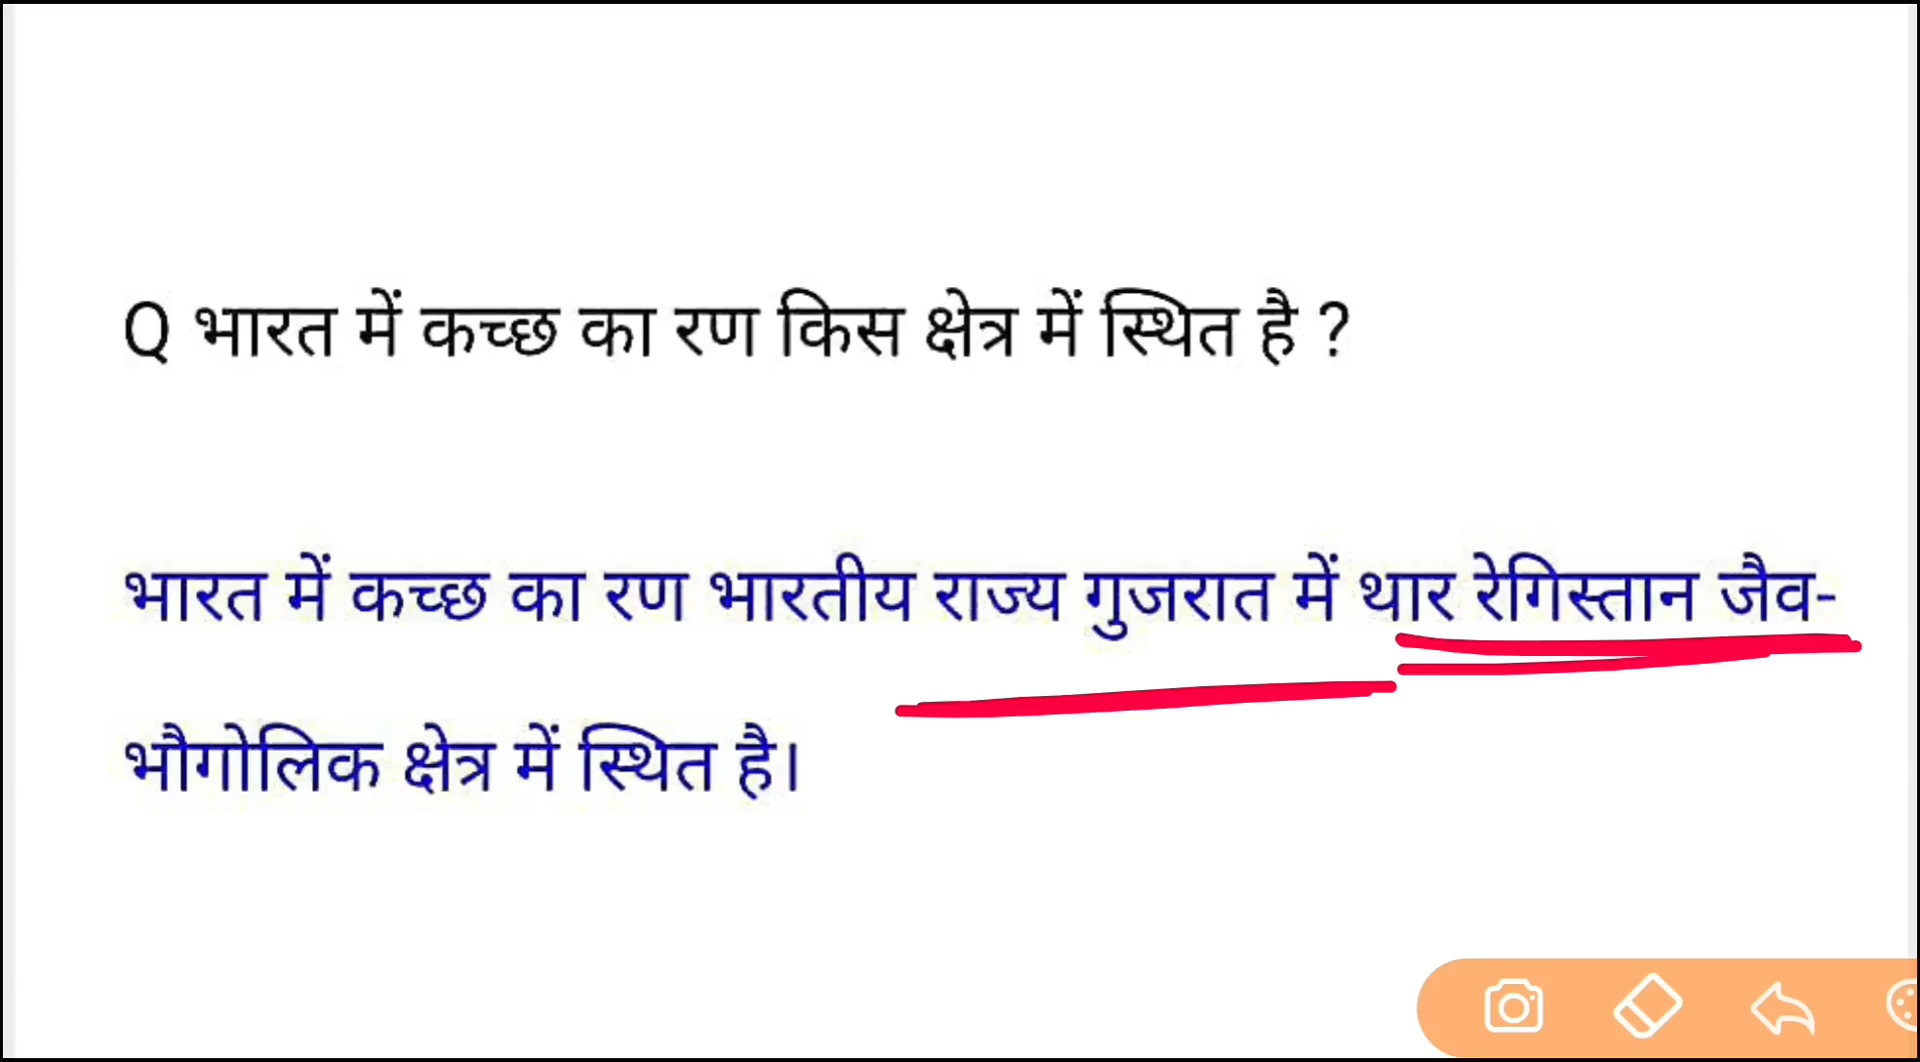 Q भारत में कच्छ का रण किस क्षेत्र में स्थित है ?
भारत में कच्छ का रण भारतीय राज्य गुजरात में थार रेगिस्तान जैव-
भौगोलिक क्षेत्र में स्थित है।